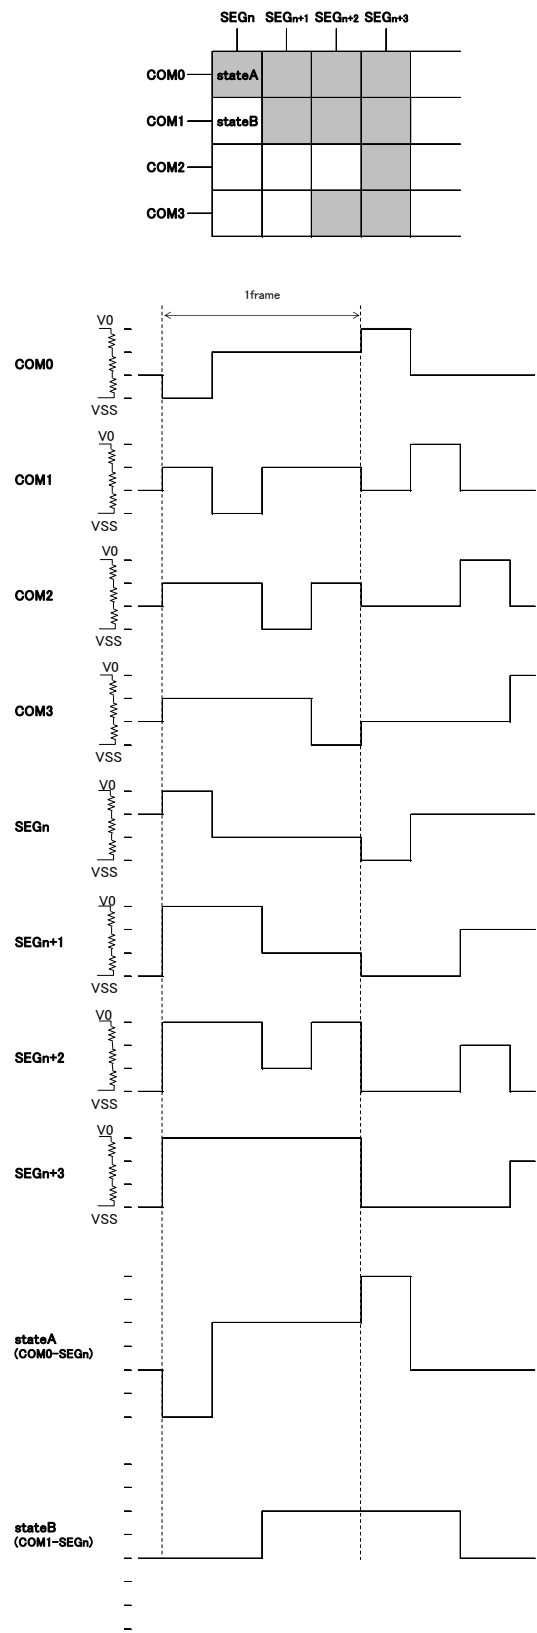 SEGn SEGn+1 SEGn+2 SEGn+3
COM0 stateA
COM1 stateB
COM2
COM3
1frame
V0
COM0
VSS
V0
COM1
VSS
V0
COM2
VSS
V0
COM3
VSS
V0
SEGn
VSS
V0
SEGn+1
VSS
V0
SEGn+2
VSS
V0
SEGn+3
VSS
stateA
(COM0-SEGn)
stateB
(COM1-SEGn)